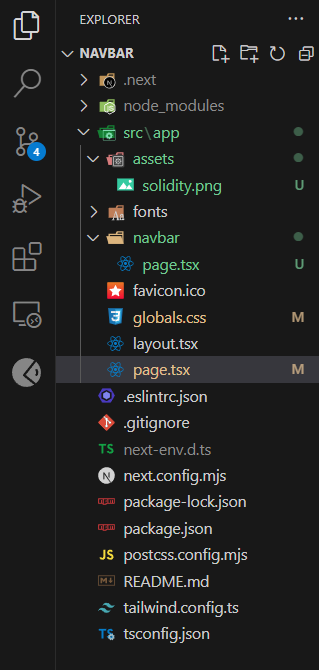 EXPLORER
NAVBAR
.next
node_modules
src\app
assets
solidity.png U
fonts
navbar
page.tsx U
favicon.ico
globals.css M
layout.tsx
page.tsx M
.eslintrc.json
.gitignore
TS next-env.d.ts
N next.config.mjs
package-lock.json
package.json
JS postcss.config.mjs
README.md
tailwind.config.ts
TS tsconfig.json
4